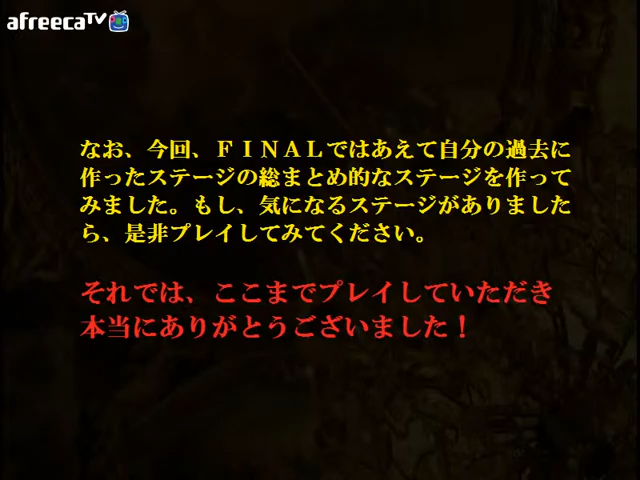 afreecaTV
なお、今回、ＦＩＮＡＬではあえて自分の過去に
作ったステージの総まとめ的なステージを作って
みました。もし、気になるステージがありました
ら、是非プレイしてみてください。
それでは、ここまでプレイしていただき
本当にありがとうございました！